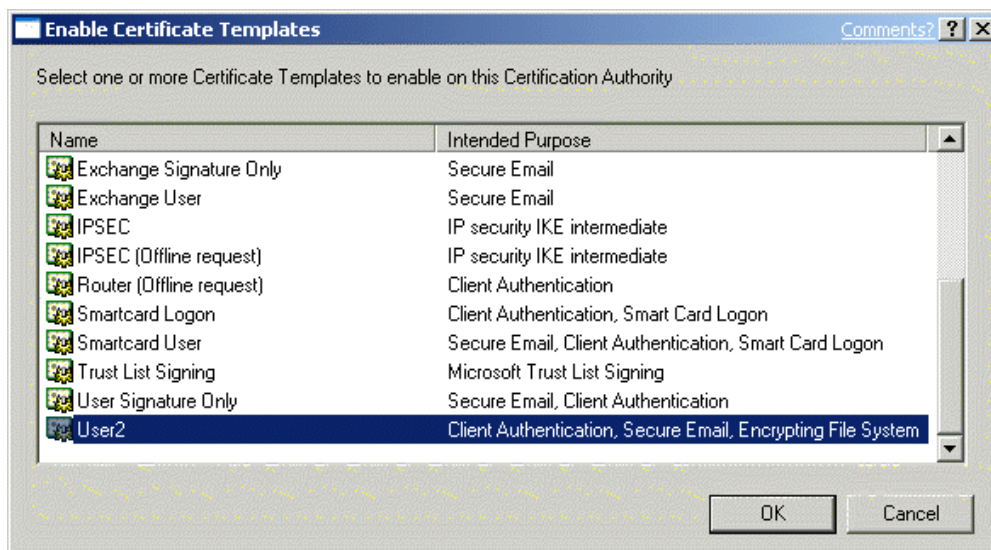 Enable Certificate Templates Comments? ? X
Select one or more Certificate Templates to enable on this Certification Authority
Name Intended Purpose
Exchange Signature Only Secure Email
Exchange User Secure Email
IPSEC IP security IKE intermediate
IPSEC (Offline request) IP security IKE intermediate
Router (Offline request) Client Authentication
Smartcard Logon Client Authentication, Smart Card Logon
Smartcard User Secure Email, Client Authentication, Smart Card Logon
Trust List Signing Microsoft Trust List Signing
User Signature Only Secure Email, Client Authentication
User2 Client Authentication, Secure Email, Encrypting File System
OK Cancel